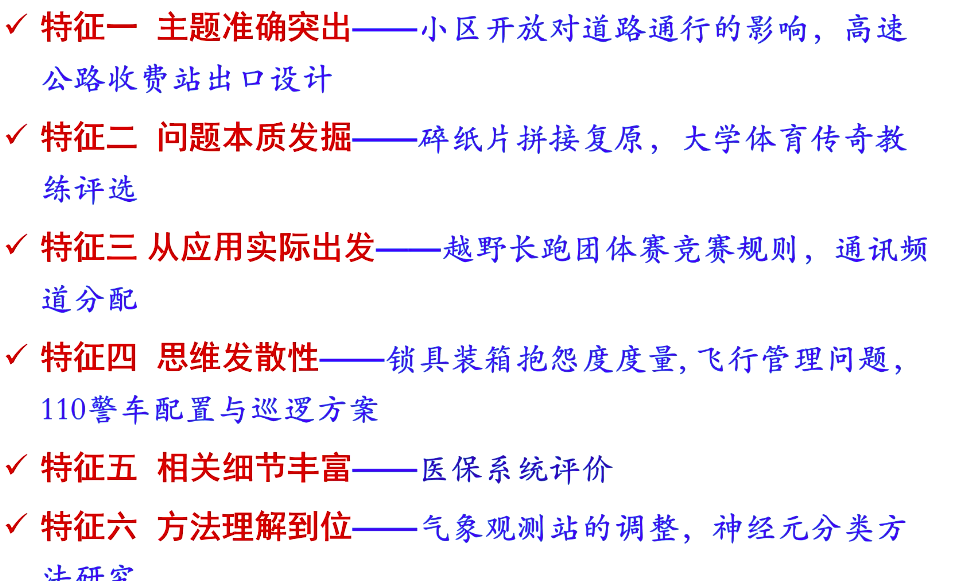 ✓ 特征一 主题准确突出——小区开放对道路通行的影响，高速
公路收费站出口设计
✓ 特征二 问题本质发掘——碎纸片拼接复原，大学体育传奇教
练评选
✓ 特征三 从应用实际出发——越野长跑团体赛竞赛规则，通讯频
道分配
✓ 特征四 思维发散性——锁具装箱抱怨度度量, 飞行管理问题，
110警车配置与巡逻方案
✓ 特征五 相关细节丰富——医保系统评价
✓ 特征六 方法理解到位——气象观测站的调整，神经元分类方
法研究